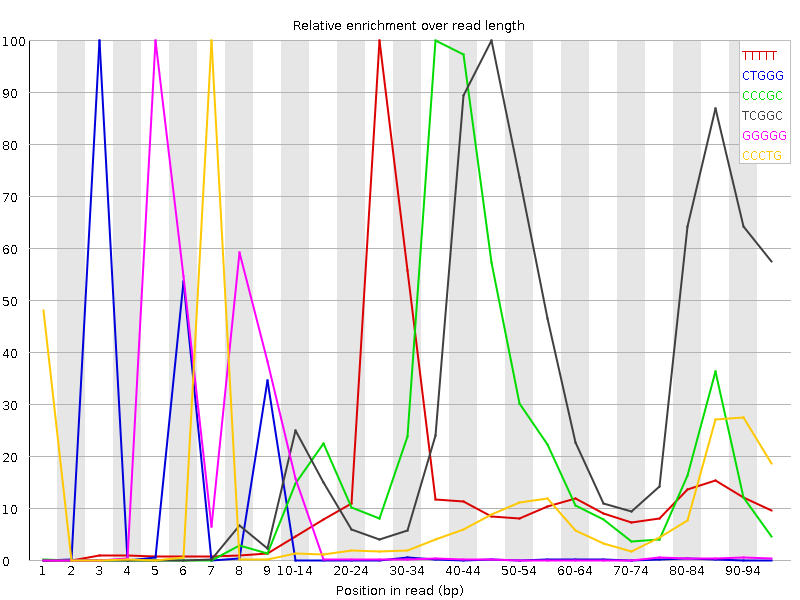 Relative enrichment over read length
100
90
80
70
60
50
40
30
20
10
0
TTTTT
CTGGG
CCCGC
TCGGC
GGGGG
CCCTG
1 2 3 4 5 6 7 8 9 10-14 20-24 30-34 40-44 50-54 60-64 70-74 80-84 90-94
Position in read (bp)